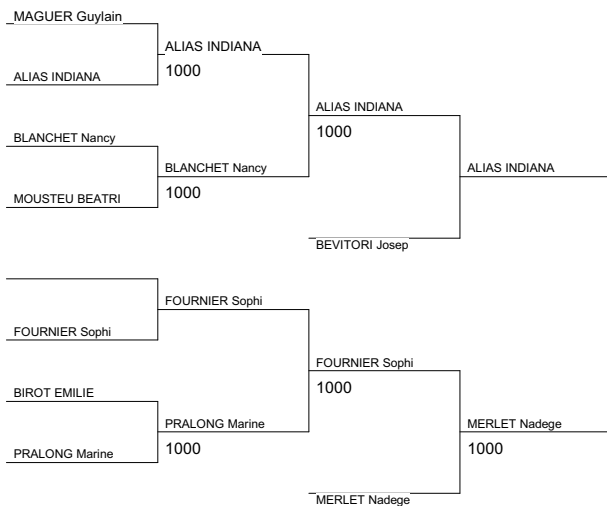 MAGUER Guylain
ALIAS INDIANA
1000
ALIAS INDIANA
ALIAS INDIANA
1000
BLANCHET Nancy
BLANCHET Nancy
1000
ALIAS INDIANA
MOUSTEU BEATRI
BEVITORI Josep
FOURNIER Sophi
FOURNIER Sophi
FOURNIER Sophi
1000
BIROT EMILIE
PRALONG Marine
1000
MERLET Nadege
1000
PRALONG Marine
MERLET Nadege